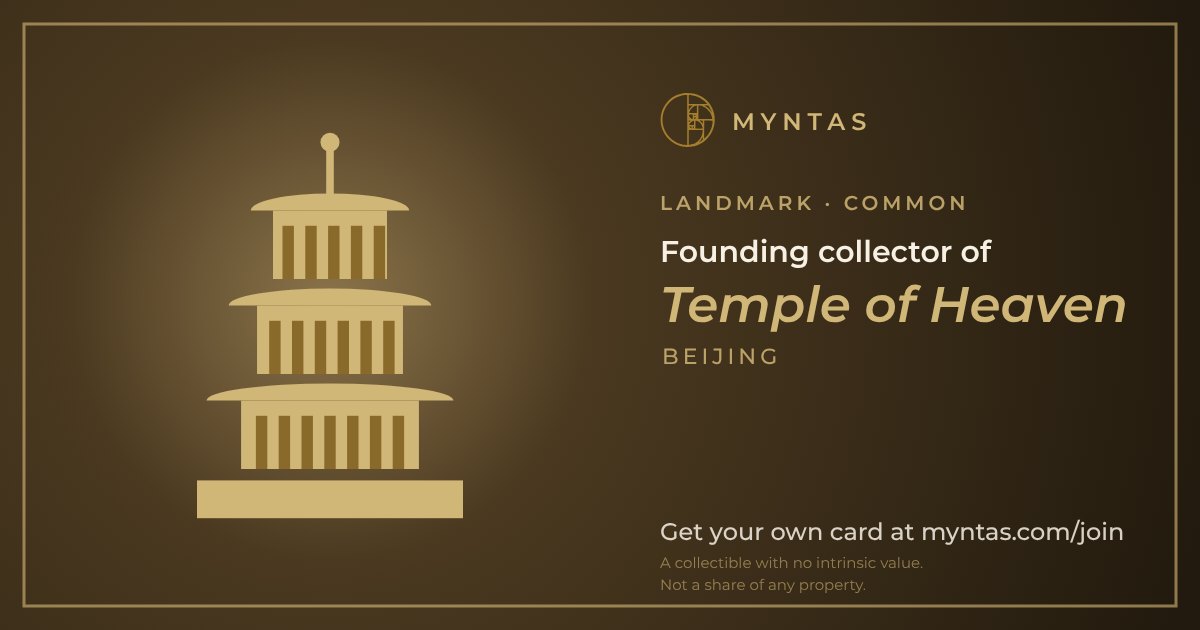 MYNTAS
LANDMARK · COMMON
Founding collector of
Temple of Heaven
BEIJING
Get your own card at myntas.com/join
A collectible with no intrinsic value.
Not a share of any property.